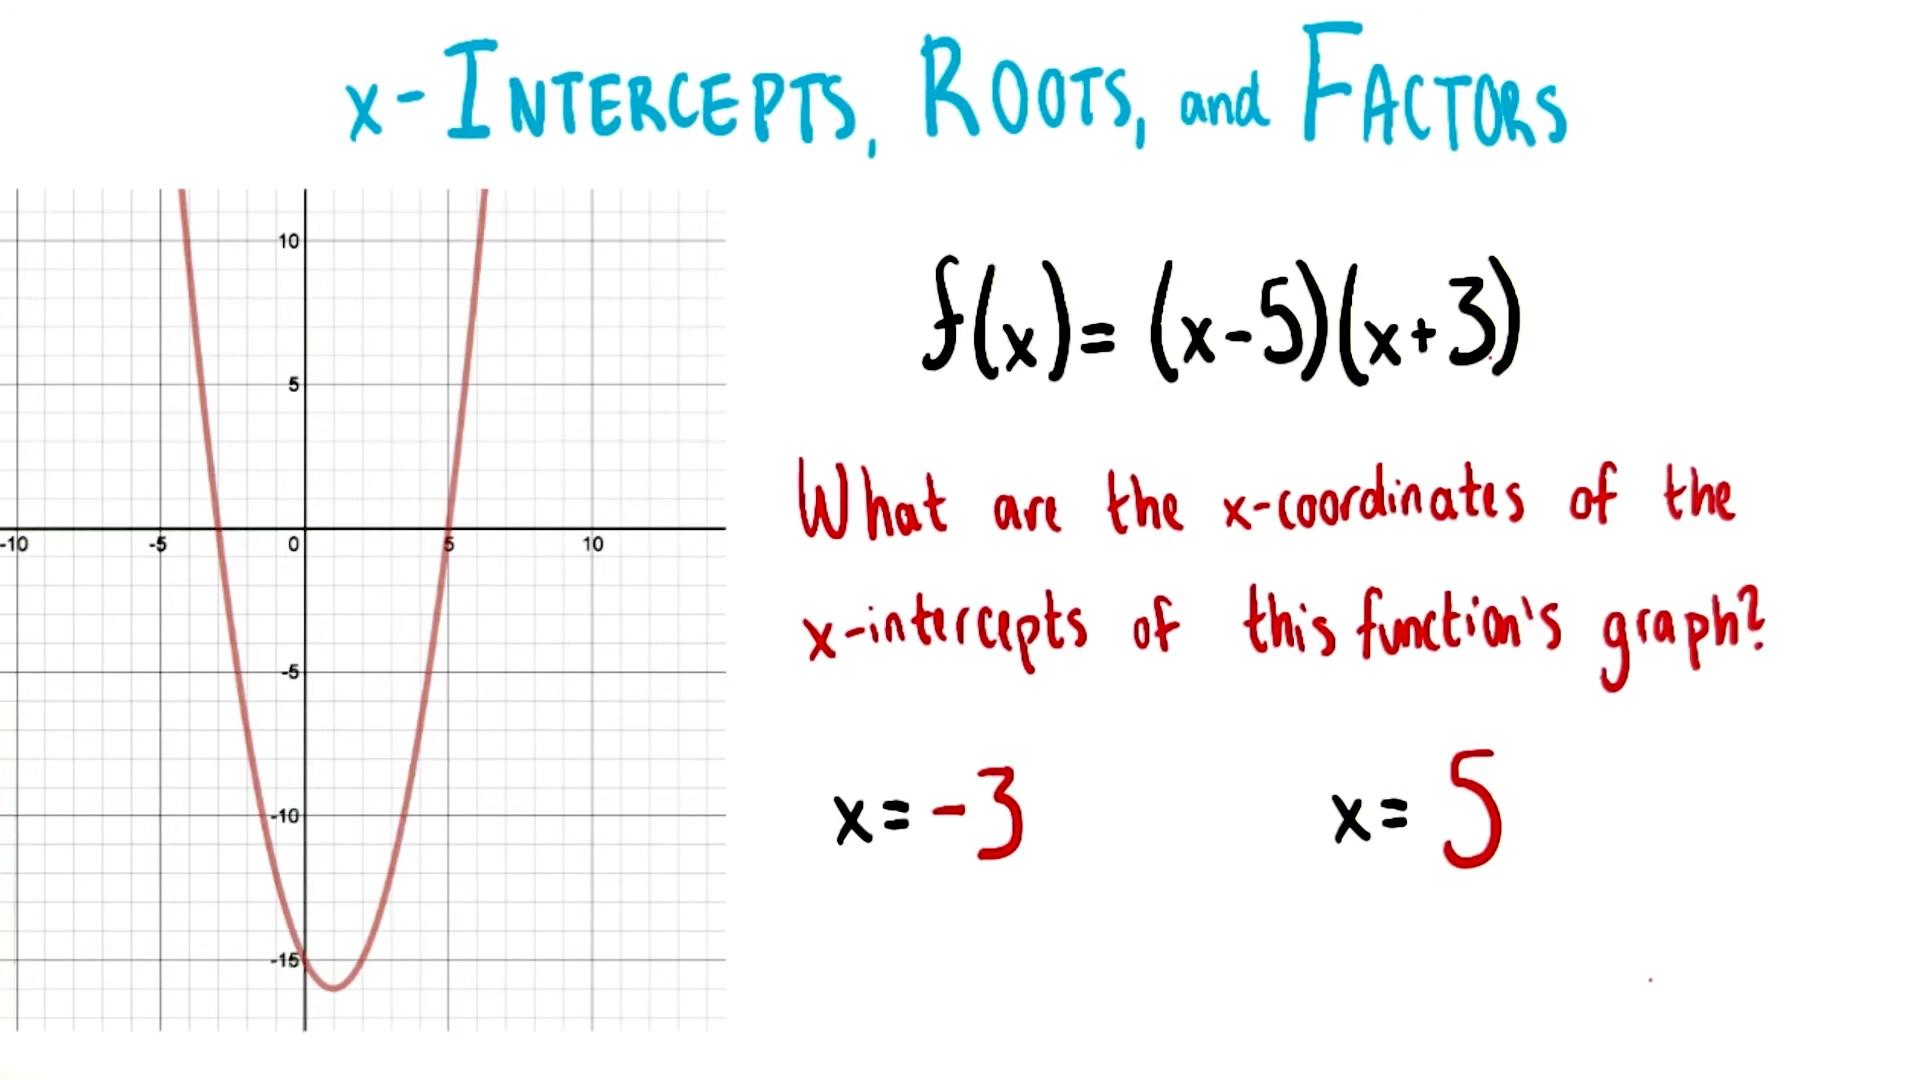 x-INTERCEPTS, ROOTS, and FACTORS
10
5
-10 -5 0 5 10
-5
-10
-15
f(x)= (x-5)(x+3)
What are the x-coordinates of the
x-intercepts of this function's graph?
x= -3 x= 5